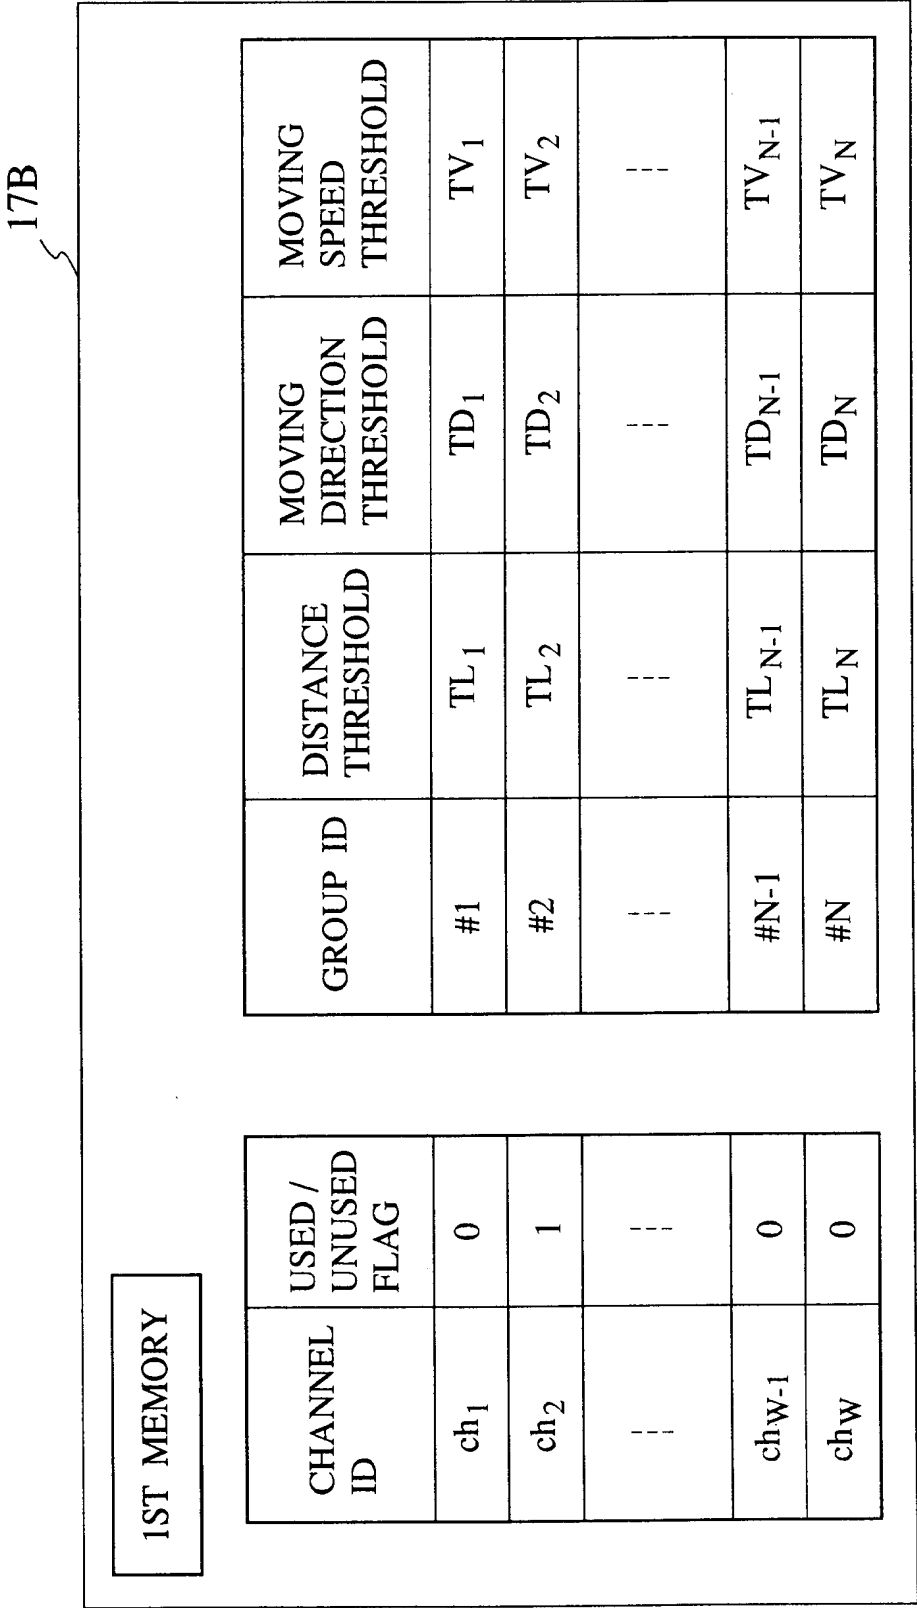 17B
1ST MEMORY
CHANNEL ID | USED / UNUSED FLAG
ch1 | 0
ch2 | 1
--- | ---
chW-1 | 0
chW | 0
GROUP ID | DISTANCE THRESHOLD | MOVING DIRECTION THRESHOLD | MOVING SPEED THRESHOLD
#1 | TL1 | TD1 | TV1
#2 | TL2 | TD2 | TV2
--- | --- | --- | ---
#N-1 | TLN-1 | TDN-1 | TVN-1
#N | TLN | TDN | TVN